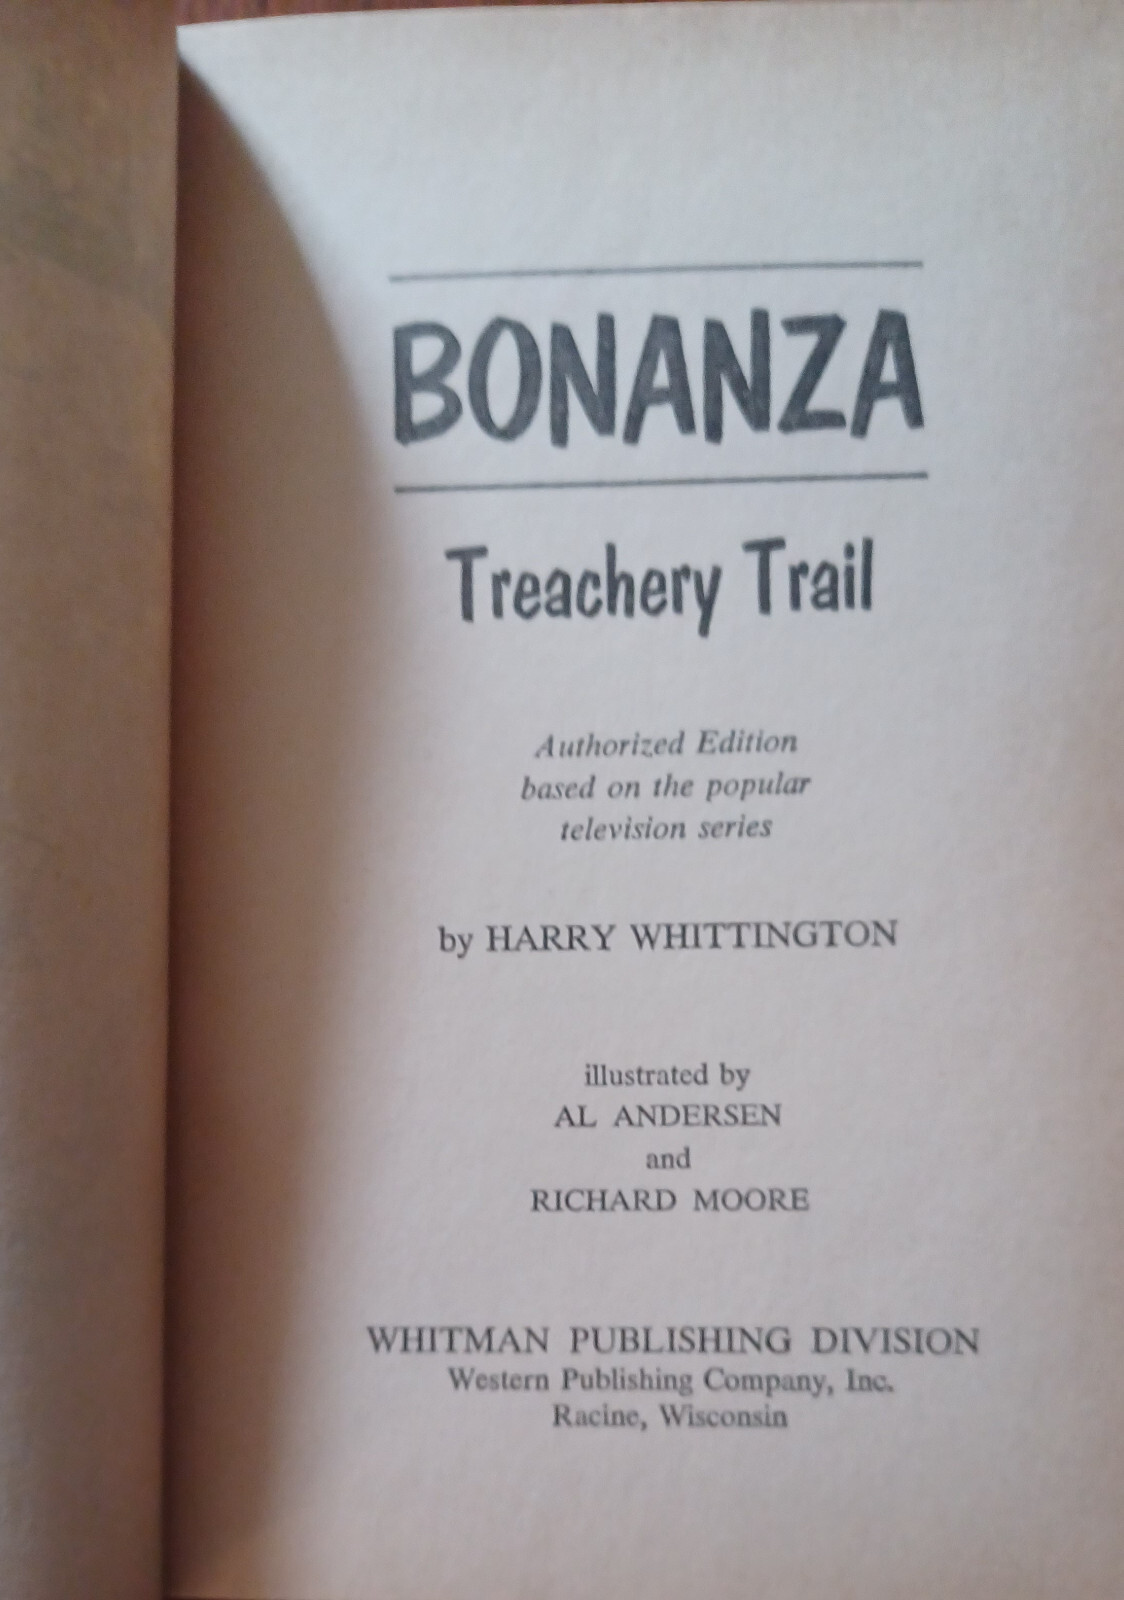 BONANZA
Treachery Trail
Authorized Edition
based on the popular
television series
by HARRY WHITTINGTON
illustrated by
AL ANDERSEN
and
RICHARD MOORE
WHITMAN PUBLISHING DIVISION
Western Publishing Company, Inc.
Racine, Wisconsin